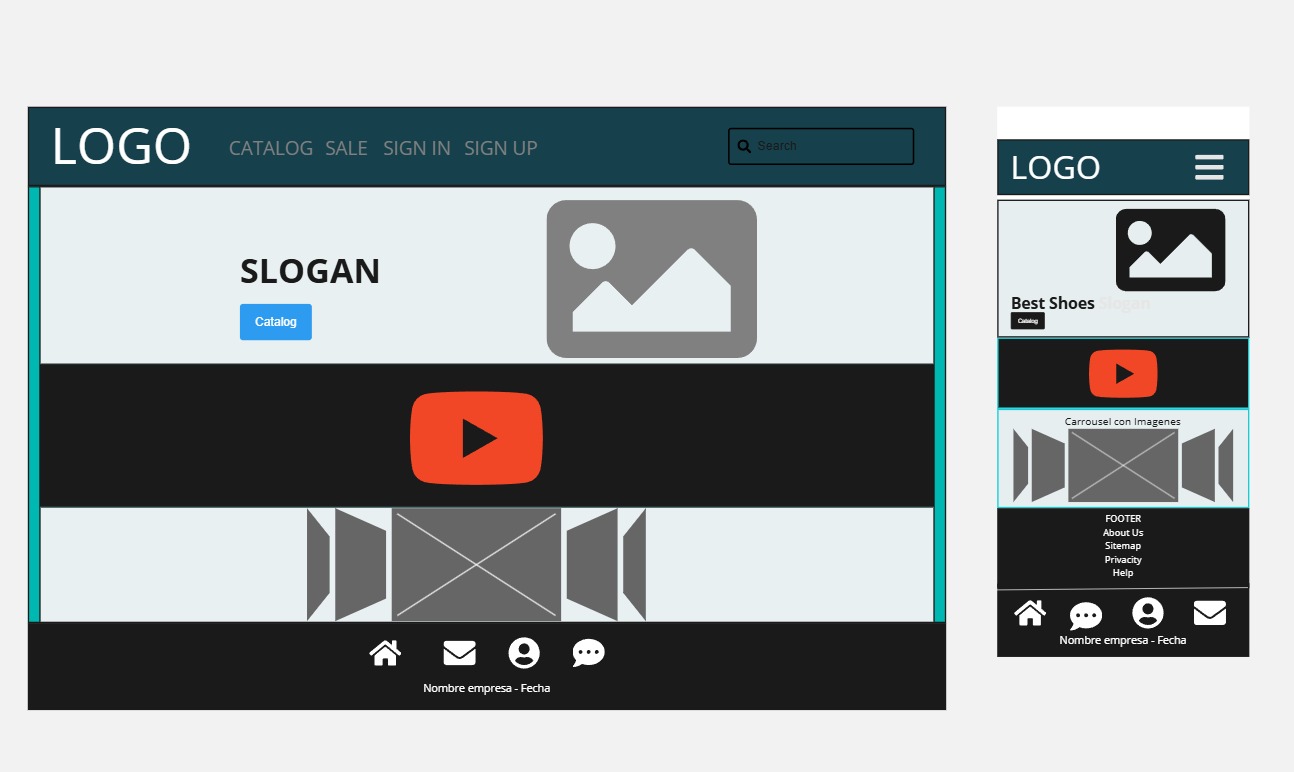 LOGO
CATALOG SALE SIGN IN SIGN UP
Search
SLOGAN
Catalog
Nombre empresa - Fecha
LOGO
Best Shoes Slogan
Catalog
Carrousel con Imagenes
FOOTER
About Us
Sitemap
Privacity
Help
Nombre empresa - Fecha